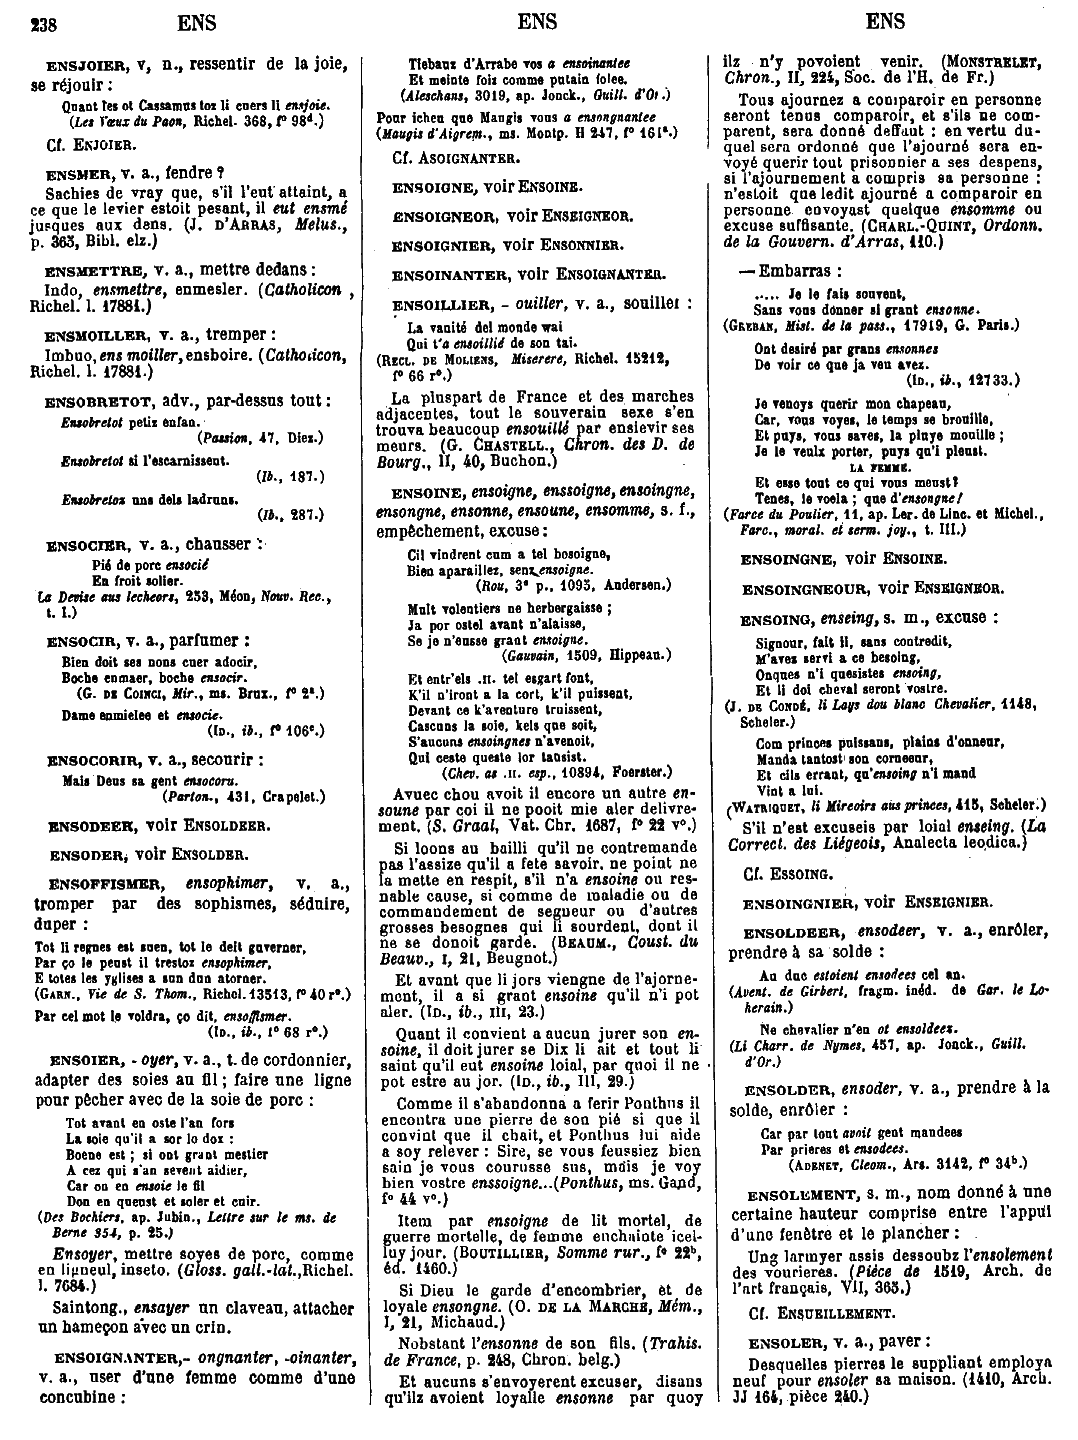 238 ENS ENS ENS
ENSJOIER, v, n., ressentir de la joie,
se réjouir :
Quant les ot Cassamus toz li cuers li ensjoie.
(Les Vœux du Paon, Richel. 368, f° 98ᵈ.)
Cf. ENJOIER.
ENSMER, v. a., fendre ?
Sachies de vray que, s'il l'eut attaint, a
ce que le levier estoit pesant, il eut ensmé
jusques aux dens. (J. D'ARRAS, Melus.,
p. 363, Bibl. elz.)
ENSMETTRE, v. a., mettre dedans :
Indo, ensmettre, enmesler. (Catholicon ,
Richel. l. 17881.)
ENSMOILLER, v. a., tremper :
Imbuo, ens moiller, ensboire. (Catholicon,
Richel. l. 17881.)
ENSOBRETOT, adv., par-dessus tout :
Ensobretot petiz enfan.
(Passion, 47, Diez.)
Ensobretot si l'escarnissent.
(Ib., 187.)
Ensobretoz uns dels ladruns.
(Ib., 287.)
ENSOCIER, v. a., chausser :
Pié de porc ensocié
En froit solier.
La Devise aus lecheors, 253, Méon, Nouv. Rec.,
t. I.)
ENSOCIR, v. a., parfumer :
Bien doit ses nons cuer adocir,
Boche enmaer, boche ensocir.
(G. DE COINCI, Mir., ms. Brux., f° 2ᵃ.)
Dame enmielee et ensocie.
(ID., ib., f° 106ᶜ.)
ENSOCORIR, v. a., secourir :
Mais Deus sa gent ensocoru.
(Parton., 431, Crapelet.)
ENSODEER, voir ENSOLDEER.
ENSODER, voir ENSOLDER.
ENSOFFISMER, ensophimer, v. a.,
tromper par des sophismes, séduire,
duper :
Tot li regnes est suen, tot le deit guverner,
Par ço le peust il trestoz ensophimer,
E totes les yglises a sun dun atorner.
(GARN., Vie de S. Thom., Richel. 13513, f° 40 r°.)
Par cel mot le voldra, ço dit, ensoffismer.
(ID., ib., f° 68 r°.)
ENSOIER, - oyer, v. a., t. de cordonnier,
adapter des soies au fil ; faire une ligne
pour pêcher avec de la soie de porc :
Tot avant en oste l'an fors
La soie qu'il a sor lo dox :
Boene est ; si ont grant mestier
A cez qui s'an sevent aidier,
Car on en ensoie le fil
Don en queust et soler et cuir.
(Des Bochiers, ap. Jubin., Lettre sur le ms. de
Berne 354, p. 25.)
Ensoyer, mettre soyes de porc, comme
en ligneul, inseto. (Gloss. gall.-lat., Richel.
l. 7684.)
Saintong., ensayer un claveau, attacher
un hameçon avec un crin.
ENSOIGNANTER,- ongnanter, -oinanter,
v. a., user d'une femme comme d'une
concubine :
Tiebauz d'Arrabe vos a ensoinantee
Et meinte foiz comme putain folee.
(Aleschans, 3019, ap. Jonck., Guill. d'Or.)
Pour ichen que Maugis vous a ensongnantee
(Maugis d'Aigrem., ms. Montp. H 247, f° 161ᵃ.)
Cf. ASOIGNANTER.
ENSOIGNE, voir ENSOINE.
ENSOIGNEOR, voir ENSEIGNEOR.
ENSOIGNIER, voir ENSONNIER.
ENSOINANTER, voir ENSOIGNANTER.
ENSOILLIER, - ouiller, v. a., souiller :
La vanité del monde wai
Qui t'a ensoillié de son tai.
(RECL. DE MOLIENS, Miserere, Richel. 15212,
f° 66 r°.)
La pluspart de France et des marches
adjacentes, tout le souverain sexe s'en
trouva beaucoup ensouillé par enslevir ses
meurs. (G. CHASTELL., Chron. des D. de
Bourg., II, 40, Buchon.)
ENSOINE, ensoigne, enssoigne, ensoingne,
ensongne, ensonne, ensoune, ensomme, s. f.,
empêchement, excuse :
Cil vindrent cum a tel bosoigne,
Bien aparaillez, senz ensoigne.
(Rou, 3ᵉ p., 1093, Andersen.)
Mult volentiers ne herbergaisse ;
Ja por ostel avant n'alaisse,
Se je n'eusse grant ensoigne.
(Gauvain, 1509, Hippeau.)
Et entr'els .II. tel esgart font,
K'il n'iront a la cort, k'il puissent,
Devant ce k'aventure truissent,
Cascuns la soie, kels que soit,
S'aucuns ensoingnes n'avenoit,
Qui ceste queste lor tausist.
(Chev. as .II. esp., 10894, Foerster.)
Avuec chou avoit il encore un autre en-
soune par coi il ne pooit mie aler delivre-
ment. (S. Graal, Vat. Chr. 1687, f° 22 v°.)
Si loons au bailli qu'il ne contremande
pas l'assize qu'il a fete savoir, ne point ne
la mette en respit, s'il n'a ensoine ou res-
nable cause, si comme de maladie ou de
commandement de segneur ou d'autres
grosses besognes qui li sourdent, dont il
ne se donoit garde. (BEAUM., Coust. du
Beauv., I, 21, Beugnot.)
Et avant que li jors viengne de l'ajorne-
ment, il a si grant ensoine qu'il n'i pot
aler. (ID., ib., III, 23.)
Quant il convient a aucun jurer son en-
soine, il doit jurer se Dix li ait et tout li
saint qu'il eut ensoine loial, par quoi il ne
pot estre au jor. (ID., ib., III, 29.)
Comme il s'abandonna a ferir Ponthus il
encontra une pierre de son pié si que il
convint que il chait, et Ponthus lui aide
a soy relever : Sire, se vous feussiez bien
sain je vous courusse sus, mais je voy
bien vostre enssoigne...(Ponthus, ms. Gand,
f° 44 v°.)
Item par ensoigne de lit mortel, de
guerre mortelle, de femme enchainte icel-
luy jour. (BOUTILLIER, Somme rur., f° 22ᵇ,
éd. 1460.)
Si Dieu le garde d'encombrier, et de
loyale ensongne. (O. DE LA MARCHE, Mém.,
I, 21, Michaud.)
Nobstant l'ensonne de son fils. (Trahis.
de France, p. 248, Chron. belg.)
Et aucuns s'envoyerent excuser, disans
qu'ilz avoient loyalle ensonne par quoy
ilz n'y povoient venir. (MONSTRELET,
Chron., II, 224, Soc. de l'H. de Fr.)
Tous ajournez a comparoir en personne
seront tenus comparoir, et s'ils ne com-
parent, sera donné deffaut : en vertu du-
quel sera ordonné que l'ajourné sera en-
voyé querir tout prisonnier a ses despens,
si l'ajournement a compris sa personne :
n'estoit que ledit ajourné a comparoir en
personne envoyast quelque ensomme ou
excuse suffisante. (CHARL.-QUINT, Ordonn.
de la Gouvern. d'Arras, 110.)
— Embarras :
..... Je le fais souvent,
Sans vous donner si grant ensonne.
(GREBAN, Mist. de la pass., 17919, G. Paris.)
Ont desiré par grans ensonnes
De voir ce que ja veu avez.
(ID., ib., 12733.)
Je venoys querir mon chapeau,
Car, vous voyes, le temps se brouille,
Et puys, vous saves, la pluye mouille ;
Je le veulx porter, puys qu'i pleust.
LA FEMME.
Et esse tout ce qui vous meust?
Tenes, le voela ; que d'ensongne !
(Farce du Poulier, 11, ap. Ler. de Linc. et Michel.,
Farc., moral. et serm. joy., t. III.)
ENSOINGNE, voir ENSOINE.
ENSOINGNEOUR, voir ENSEIGNEOR.
ENSOING, enseing, s. m., excuse :
Signour, fait li, sans contredit,
M'avez servi a ce besoing,
Onques n'i quesistes ensoing,
Et li doi cheval seront vostre.
(J. DE CONDÉ, li Lays dou blanc Chevalier, 1148,
Scheler.)
Com princes puissans, plains d'onneur,
Manda tantost son corneour,
Et cils errant, qu'ensoing n'i mand
Vint a lui.
(WATRIQUET, li Mireoirs aus princes, 415, Scheler.)
S'il n'est excuseis par loial enseing. (La
Correct. des Liégeois, Analecta leodica.)
Cf. ESSOING.
ENSOINGNIER, voir ENSEIGNIER.
ENSOLDEER, ensodeer, v. a., enrôler,
prendre à sa solde :
Au duc estoient ensodees cel an.
(Avent. de Girbert, fragm. inéd. de Gar. le Lo-
herain.)
Ne chevalier n'en ot ensoldeez.
(Li Charr. de Nymes, 457, ap. Jonck., Guill.
d'Or.)
ENSOLDER, ensoder, v. a., prendre à la
solde, enrôler :
Car par tout avoit gent mandees
Par prieres et ensodees.
(ADENET, Cleom., Ars. 3142, f° 34ᵇ.)
ENSOLEMENT, s. m., nom donné à une
certaine hauteur comprise entre l'appui
d'une fenêtre et le plancher :
Ung larmyer assis dessoubz l'ensolement
des vourieres. (Pièce de 1519, Arch. de
l'art français, VII, 365.)
Cf. ENSUEILLEMENT.
ENSOLER, v. a., paver :
Desquelles pierres le suppliant employa
neuf pour ensoler sa maison. (1410, Arch.
JJ 164, pièce 240.)